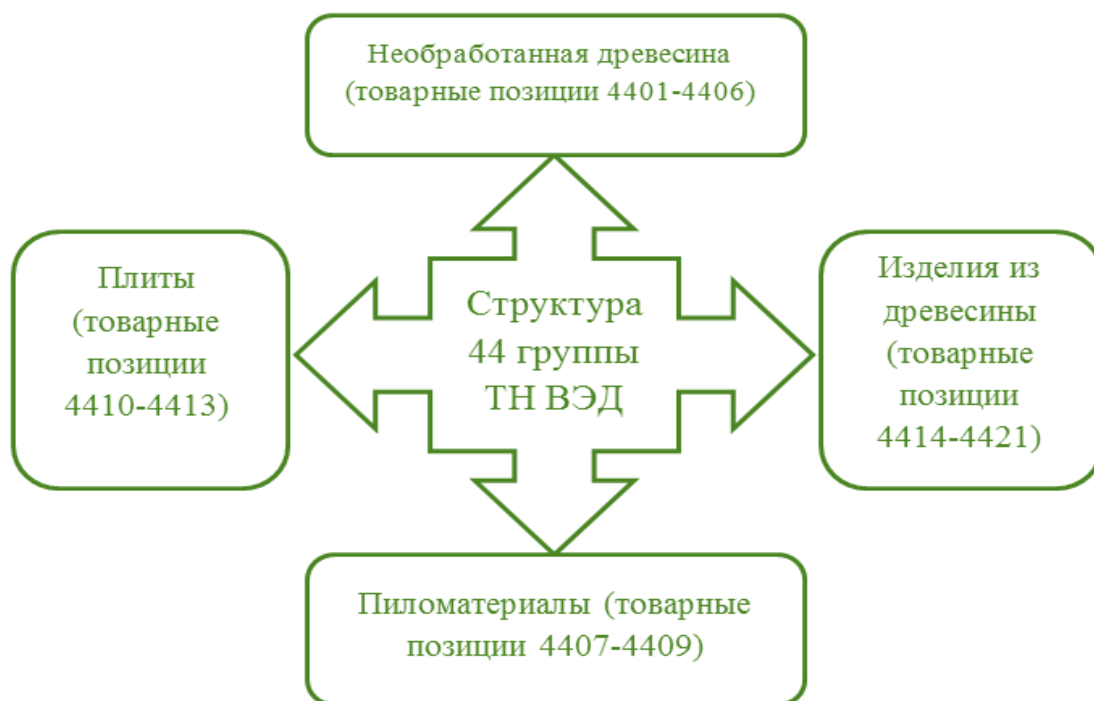 Необработанная древесина
(товарные позиции 4401-4406)
Плиты
(товарные
позиции
4410-4413)
Структура
44 группы
ТН ВЭД
Изделия из
древесины
(товарные
позиции
4414-4421)
Пиломатериалы (товарные
позиции 4407-4409)